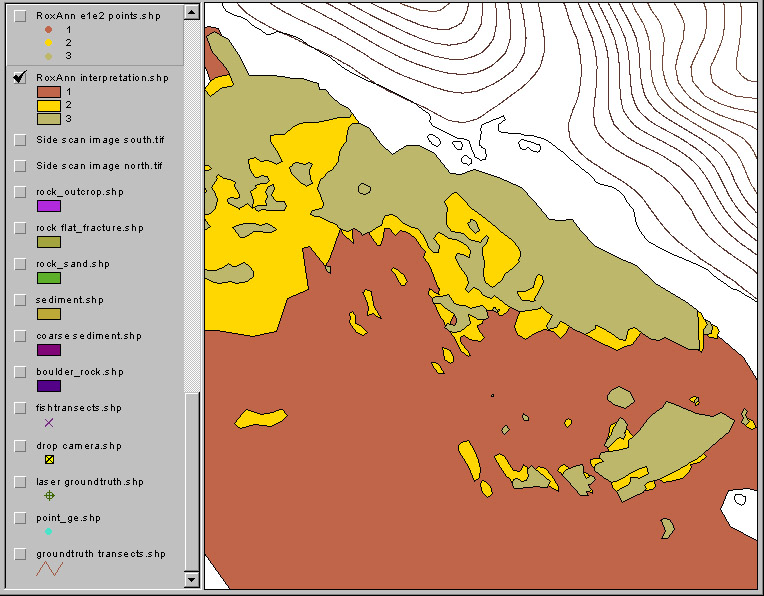 RoxAnn e1e2 points.shp
1
2
3
RoxAnn interpretation.shp
1
2
3
Side scan image south.tif
Side scan image north.tif
rock_outcrop.shp
rock flat_fracture.shp
rock_sand.shp
sediment.shp
coarse sediment.shp
boulder_rock.shp
fishtransects.shp
drop camera.shp
laser groundtruth.shp
point_ge.shp
groundtruth transects.shp